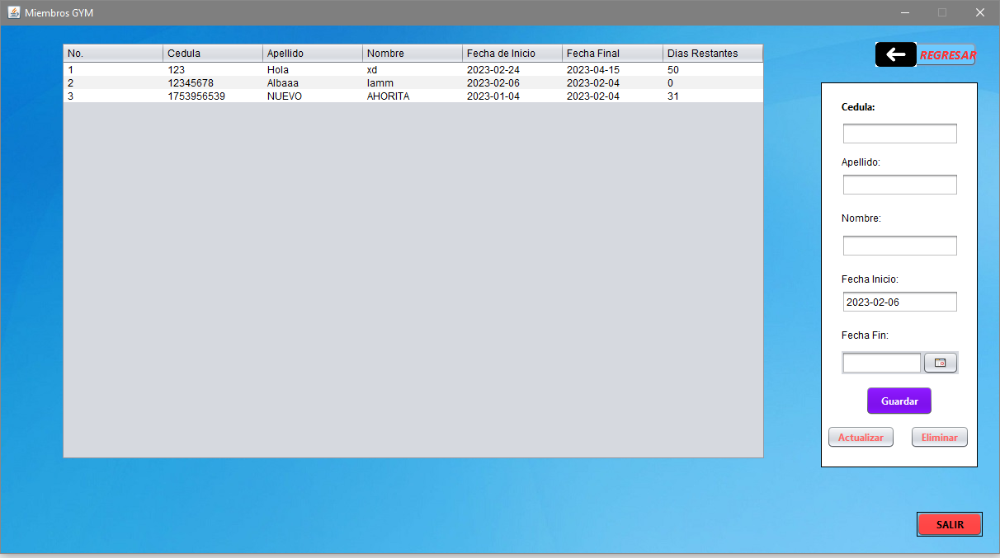 Miembros GYM
No. Cedula Apellido Nombre Fecha de Inicio Fecha Final Dias Restantes
1 123 Hola xd 2023-02-24 2023-04-15 50
2 12345678 Albaaa lamm 2023-02-06 2023-02-04 0
3 1753956539 NUEVO AHORITA 2023-01-04 2023-02-04 31
REGRESAR
Cedula:
Apellido:
Nombre:
Fecha Inicio:
2023-02-06
Fecha Fin:
Guardar
Actualizar Eliminar
SALIR